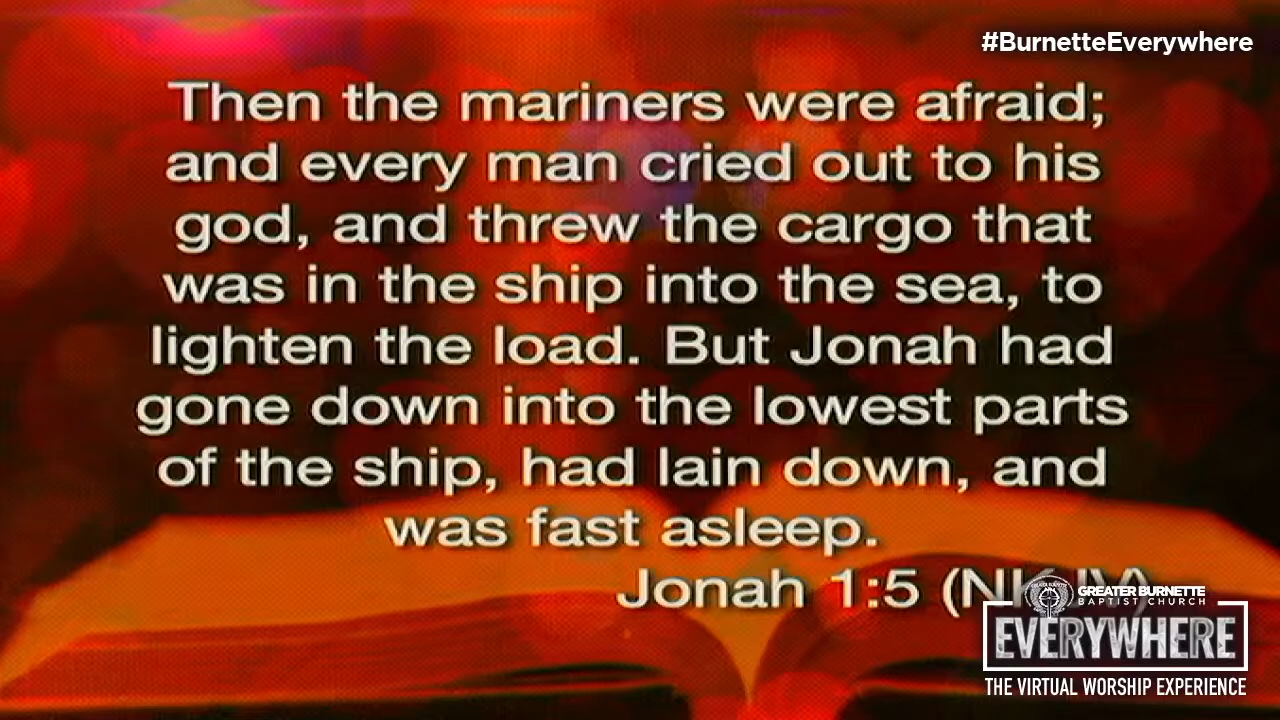 #BurnetteEverywhere
Then the mariners were afraid;
and every man cried out to his
god, and threw the cargo that
was in the ship into the sea, to
lighten the load. But Jonah had
gone down into the lowest parts
of the ship, had lain down, and
was fast asleep.
Jonah 1:5 (NKJV)
GREATER BURNETTE
BAPTIST CHURCH
EVERYWHERE
THE VIRTUAL WORSHIP EXPERIENCE